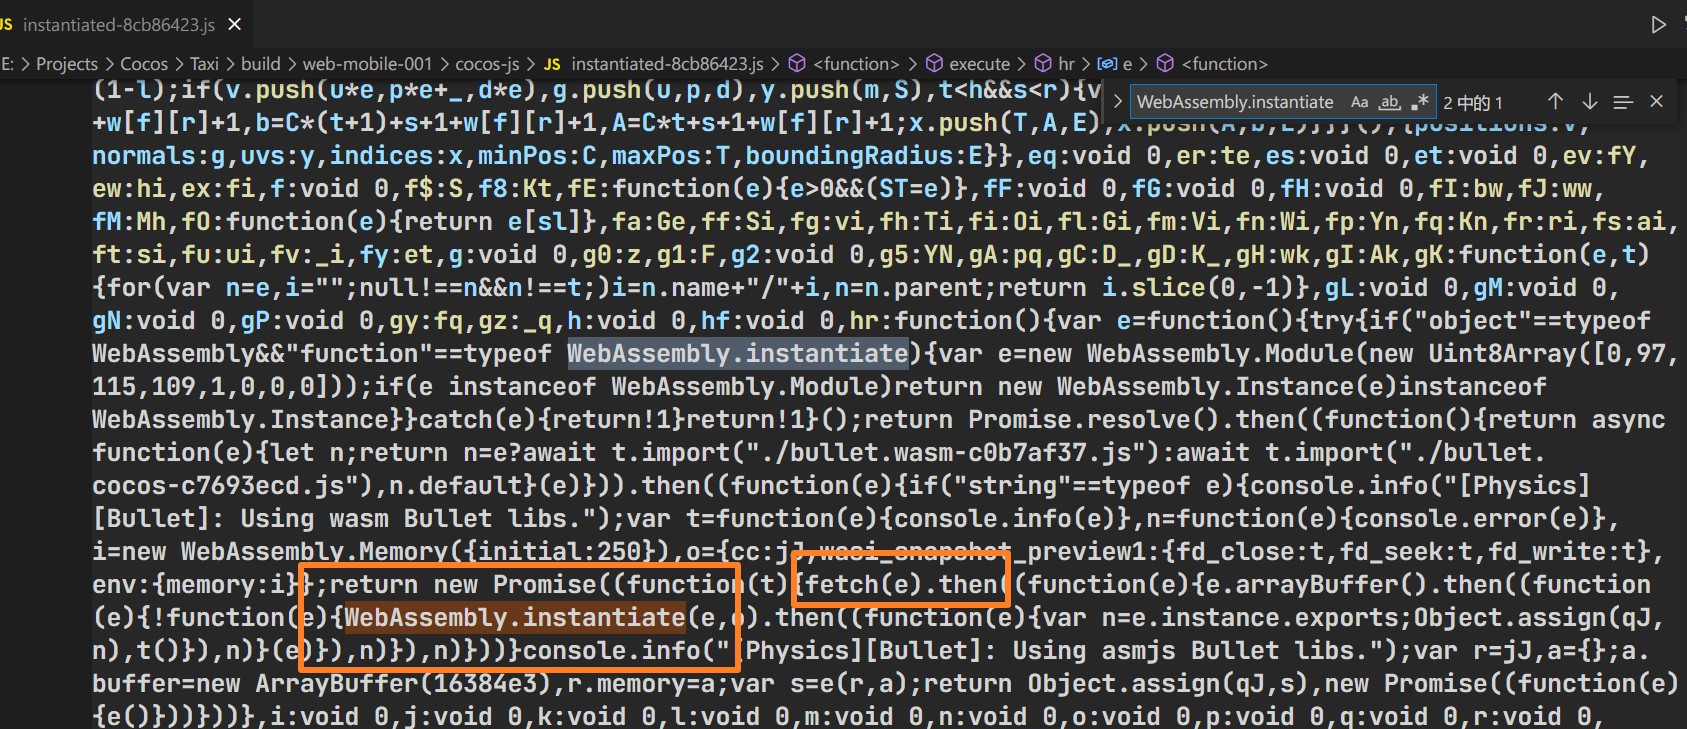 JS instantiated-8cb86423.js ×
E: > Projects > Cocos > Taxi > build > web-mobile-001 > cocos-js > JS instantiated-8cb86423.js > <function> > execute > hr > e > <function>
> WebAssembly.instantiate Aa ab .* 2 中的 1
(1-l);if(v.push(u*e,p*e+_,d*e),g.push(u,p,d),y.push(m,S),t<h&&s<r){v
+w[f][r]+1,b=C*(t+1)+s+1+w[f][r]+1,A=C*t+s+1+w[f][r]+1;x.push(T,A,E),x.push(A,b,E)}}}(),{positions:v,
normals:g,uvs:y,indices:x,minPos:C,maxPos:T,boundingRadius:E}},eq:void 0,er:te,es:void 0,et:void 0,ev:fY,
ew:hi,ex:fi,f:void 0,f$:S,f8:Kt,fE:function(e){e>0&&(ST=e)},fF:void 0,fG:void 0,fH:void 0,fI:bw,fJ:ww,
fM:Mh,fO:function(e){return e[sl]},fa:Ge,ff:Si,fg:vi,fh:Ti,fi:Oi,fl:Gi,fm:Vi,fn:Wi,fp:Yn,fq:Kn,fr:ri,fs:ai,
ft:si,fu:ui,fv:_i,fy:et,g:void 0,g0:z,g1:F,g2:void 0,g5:YN,gA:pq,gC:D_,gD:K_,gH:wk,gI:Ak,gK:function(e,t)
{for(var n=e,i="";null!==n&&n!==t;)i=n.name+"/"+i,n=n.parent;return i.slice(0,-1)},gL:void 0,gM:void 0,
gN:void 0,gP:void 0,gy:fq,gz:_q,h:void 0,hf:void 0,hr:function(){var e=function(){try{if("object"==typeof
WebAssembly&&"function"==typeof WebAssembly.instantiate){var e=new WebAssembly.Module(new Uint8Array([0,97,
115,109,1,0,0,0]));if(e instanceof WebAssembly.Module)return new WebAssembly.Instance(e)instanceof
WebAssembly.Instance}}catch(e){return!1}return!1}();return Promise.resolve().then((function(){return async
function(e){let n;return n=e?await t.import("./bullet.wasm-c0b7af37.js"):await t.import("./bullet.
cocos-c7693ecd.js"),n.default}(e)})).then((function(e){if("string"==typeof e){console.info("[Physics]
[Bullet]: Using wasm Bullet libs.");var t=function(e){console.info(e)},n=function(e){console.error(e)},
i=new WebAssembly.Memory({initial:250}),o={cc:jJ,wasi_snapshot_preview1:{fd_close:t,fd_seek:t,fd_write:t},
env:{memory:i}};return new Promise((function(t){fetch(e).then((function(e){e.arrayBuffer().then((function
(e){!function(e){WebAssembly.instantiate(e,o).then((function(e){var n=e.instance.exports;Object.assign(qJ,
n),t()}),n)}(e)}),n)}),n)}))}console.info("[Physics][Bullet]: Using asmjs Bullet libs.");var r=jJ,a={};a.
buffer=new ArrayBuffer(16384e3),r.memory=a;var s=e(r,a);return Object.assign(qJ,s),new Promise((function(e)
{e()}))}))},i:void 0,j:void 0,k:void 0,l:void 0,m:void 0,n:void 0,o:void 0,p:void 0,q:void 0,r:void 0,